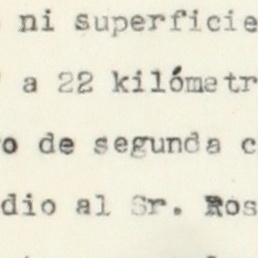 ni superficie
a 22 kilómetr
o de segunda c
dio al Sr. Ros